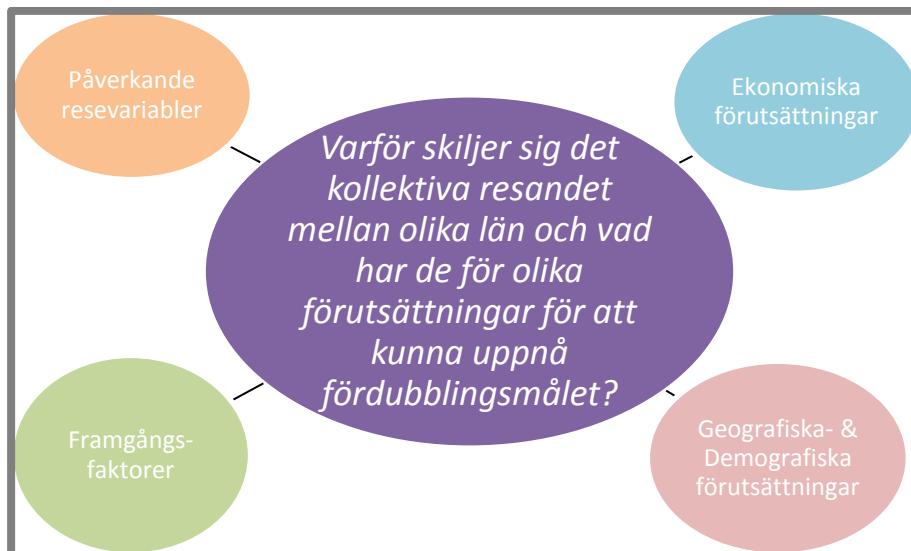 Påverkande
resevariabler
Ekonomiska
förutsättningar
Varför skiljer sig det
kollektiva resandet
mellan olika län och vad
har de för olika
förutsättningar för att
kunna uppnå
fördubblingsmålet?
Framgångs-
faktorer
Geografiska- &
Demografiska
förutsättningar